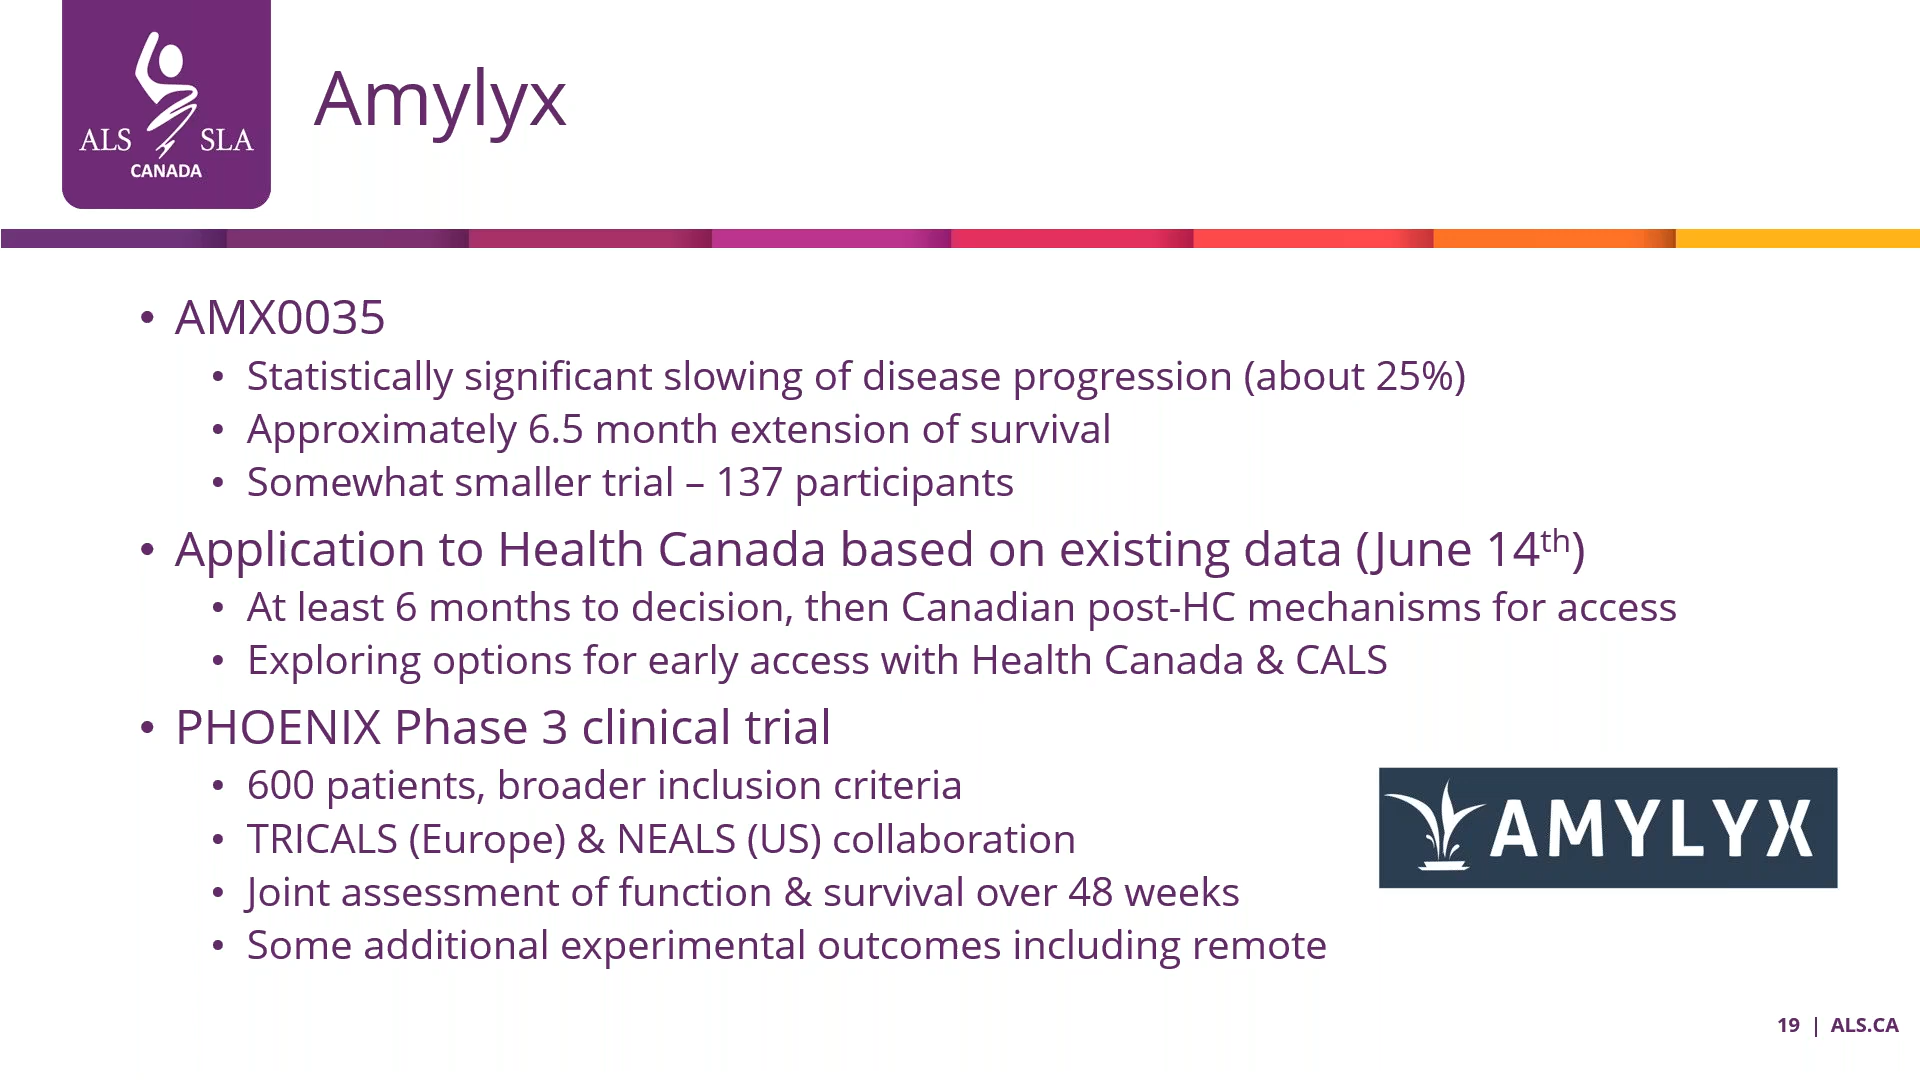 ALS SLA
CANADA
Amylyx
• AMX0035
• Statistically significant slowing of disease progression (about 25%)
• Approximately 6.5 month extension of survival
• Somewhat smaller trial – 137 participants
• Application to Health Canada based on existing data (June 14th)
• At least 6 months to decision, then Canadian post-HC mechanisms for access
• Exploring options for early access with Health Canada & CALS
• PHOENIX Phase 3 clinical trial
• 600 patients, broader inclusion criteria
• TRICALS (Europe) & NEALS (US) collaboration
• Joint assessment of function & survival over 48 weeks
• Some additional experimental outcomes including remote
AMYLYX
19 | ALS.CA